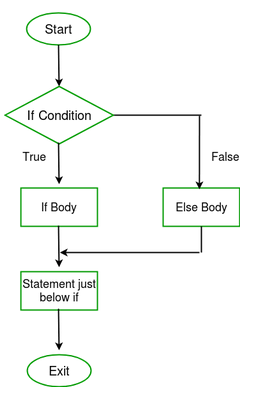 Start
If Condition
True
False
If Body
Else Body
Statement just
below if
Exit